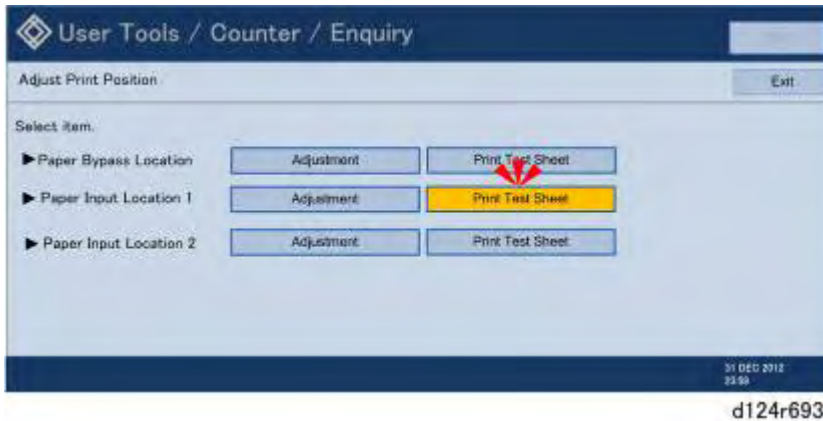 User Tools / Counter / Enquiry
Adjust Print Position
Exit
Select item.
▶Paper Bypass Location Adjustment Print Test Sheet
▶ Paper Input Location 1 Adjustment Print Test Sheet
▶ Paper Input Location 2 Adjustment Print Test Sheet
31 DEC 2012
23:59
d124r693